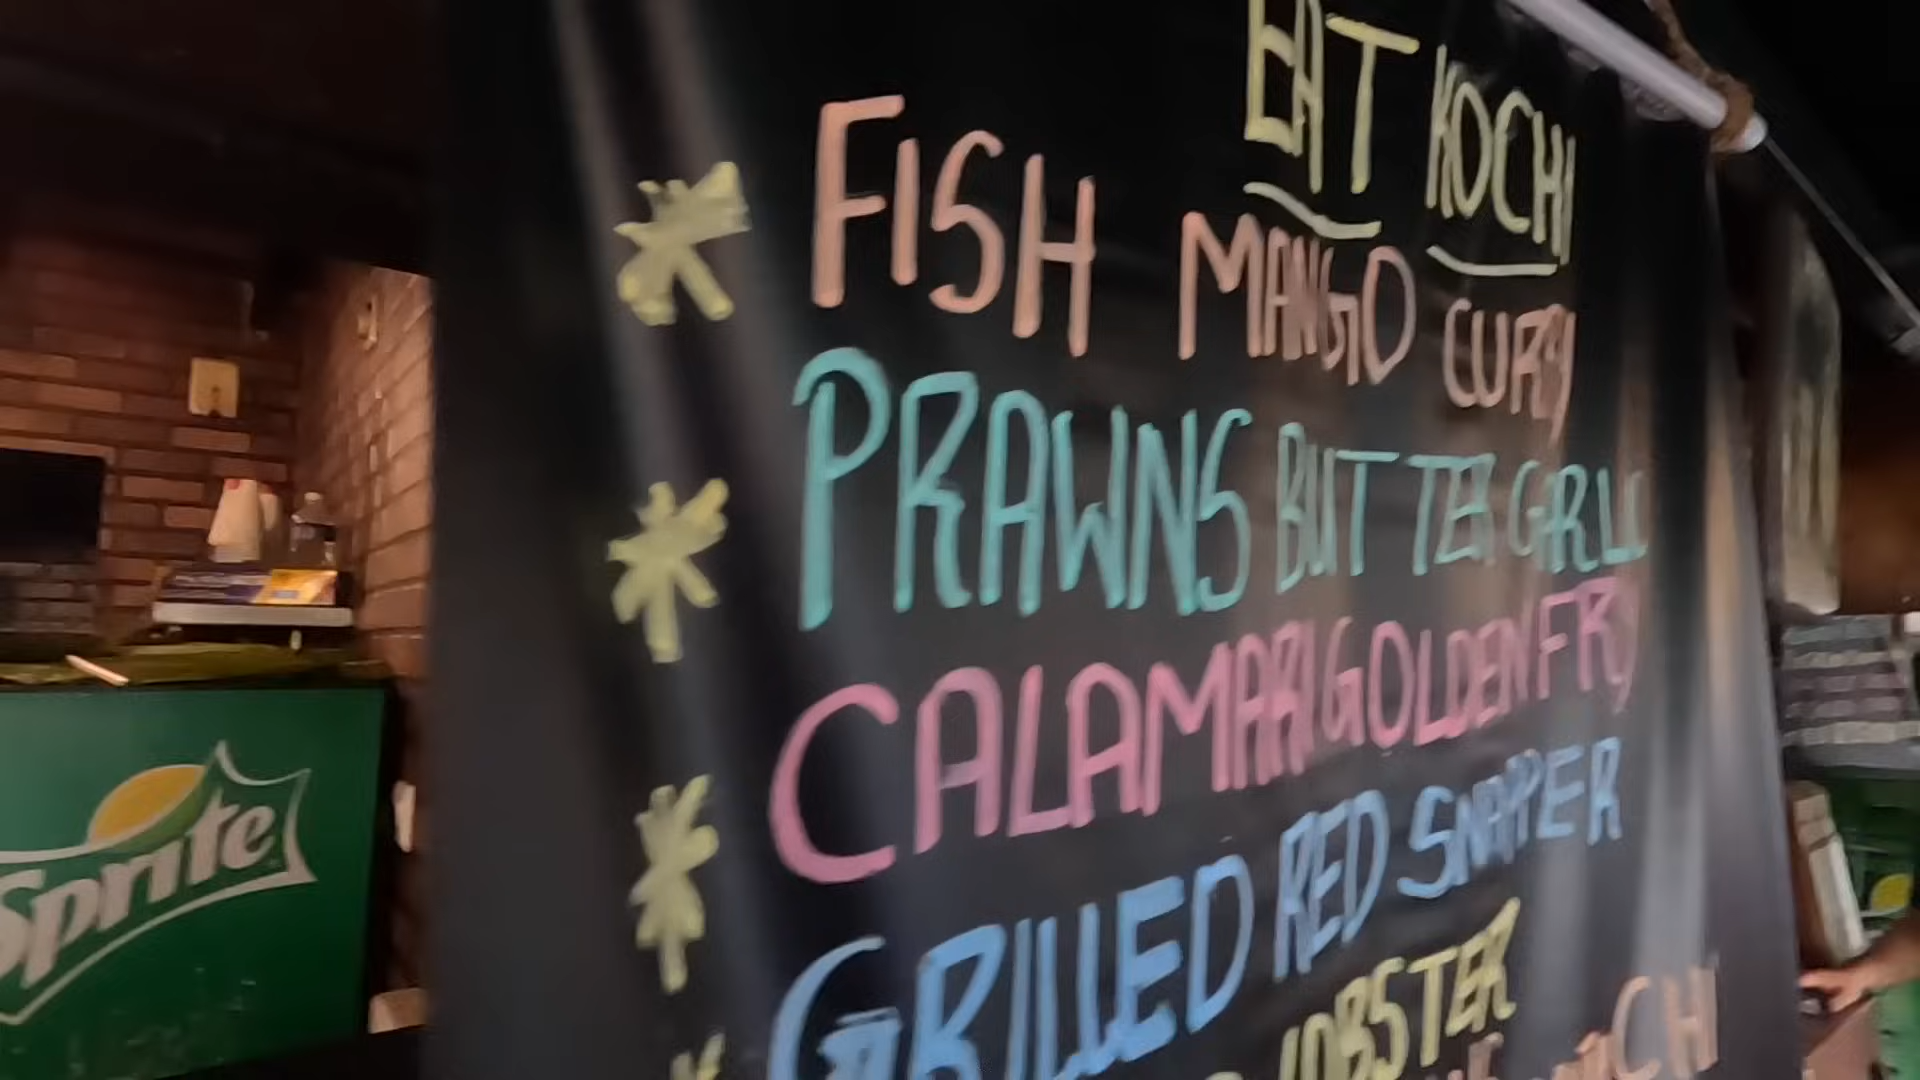 EAT KOCHI
FISH MANGO CURRY
PRAWNS BUTTER GARLIC
CALAMARI GOLDEN FRY
GRILLED RED SNAPPER
LOBSTER
Sprite